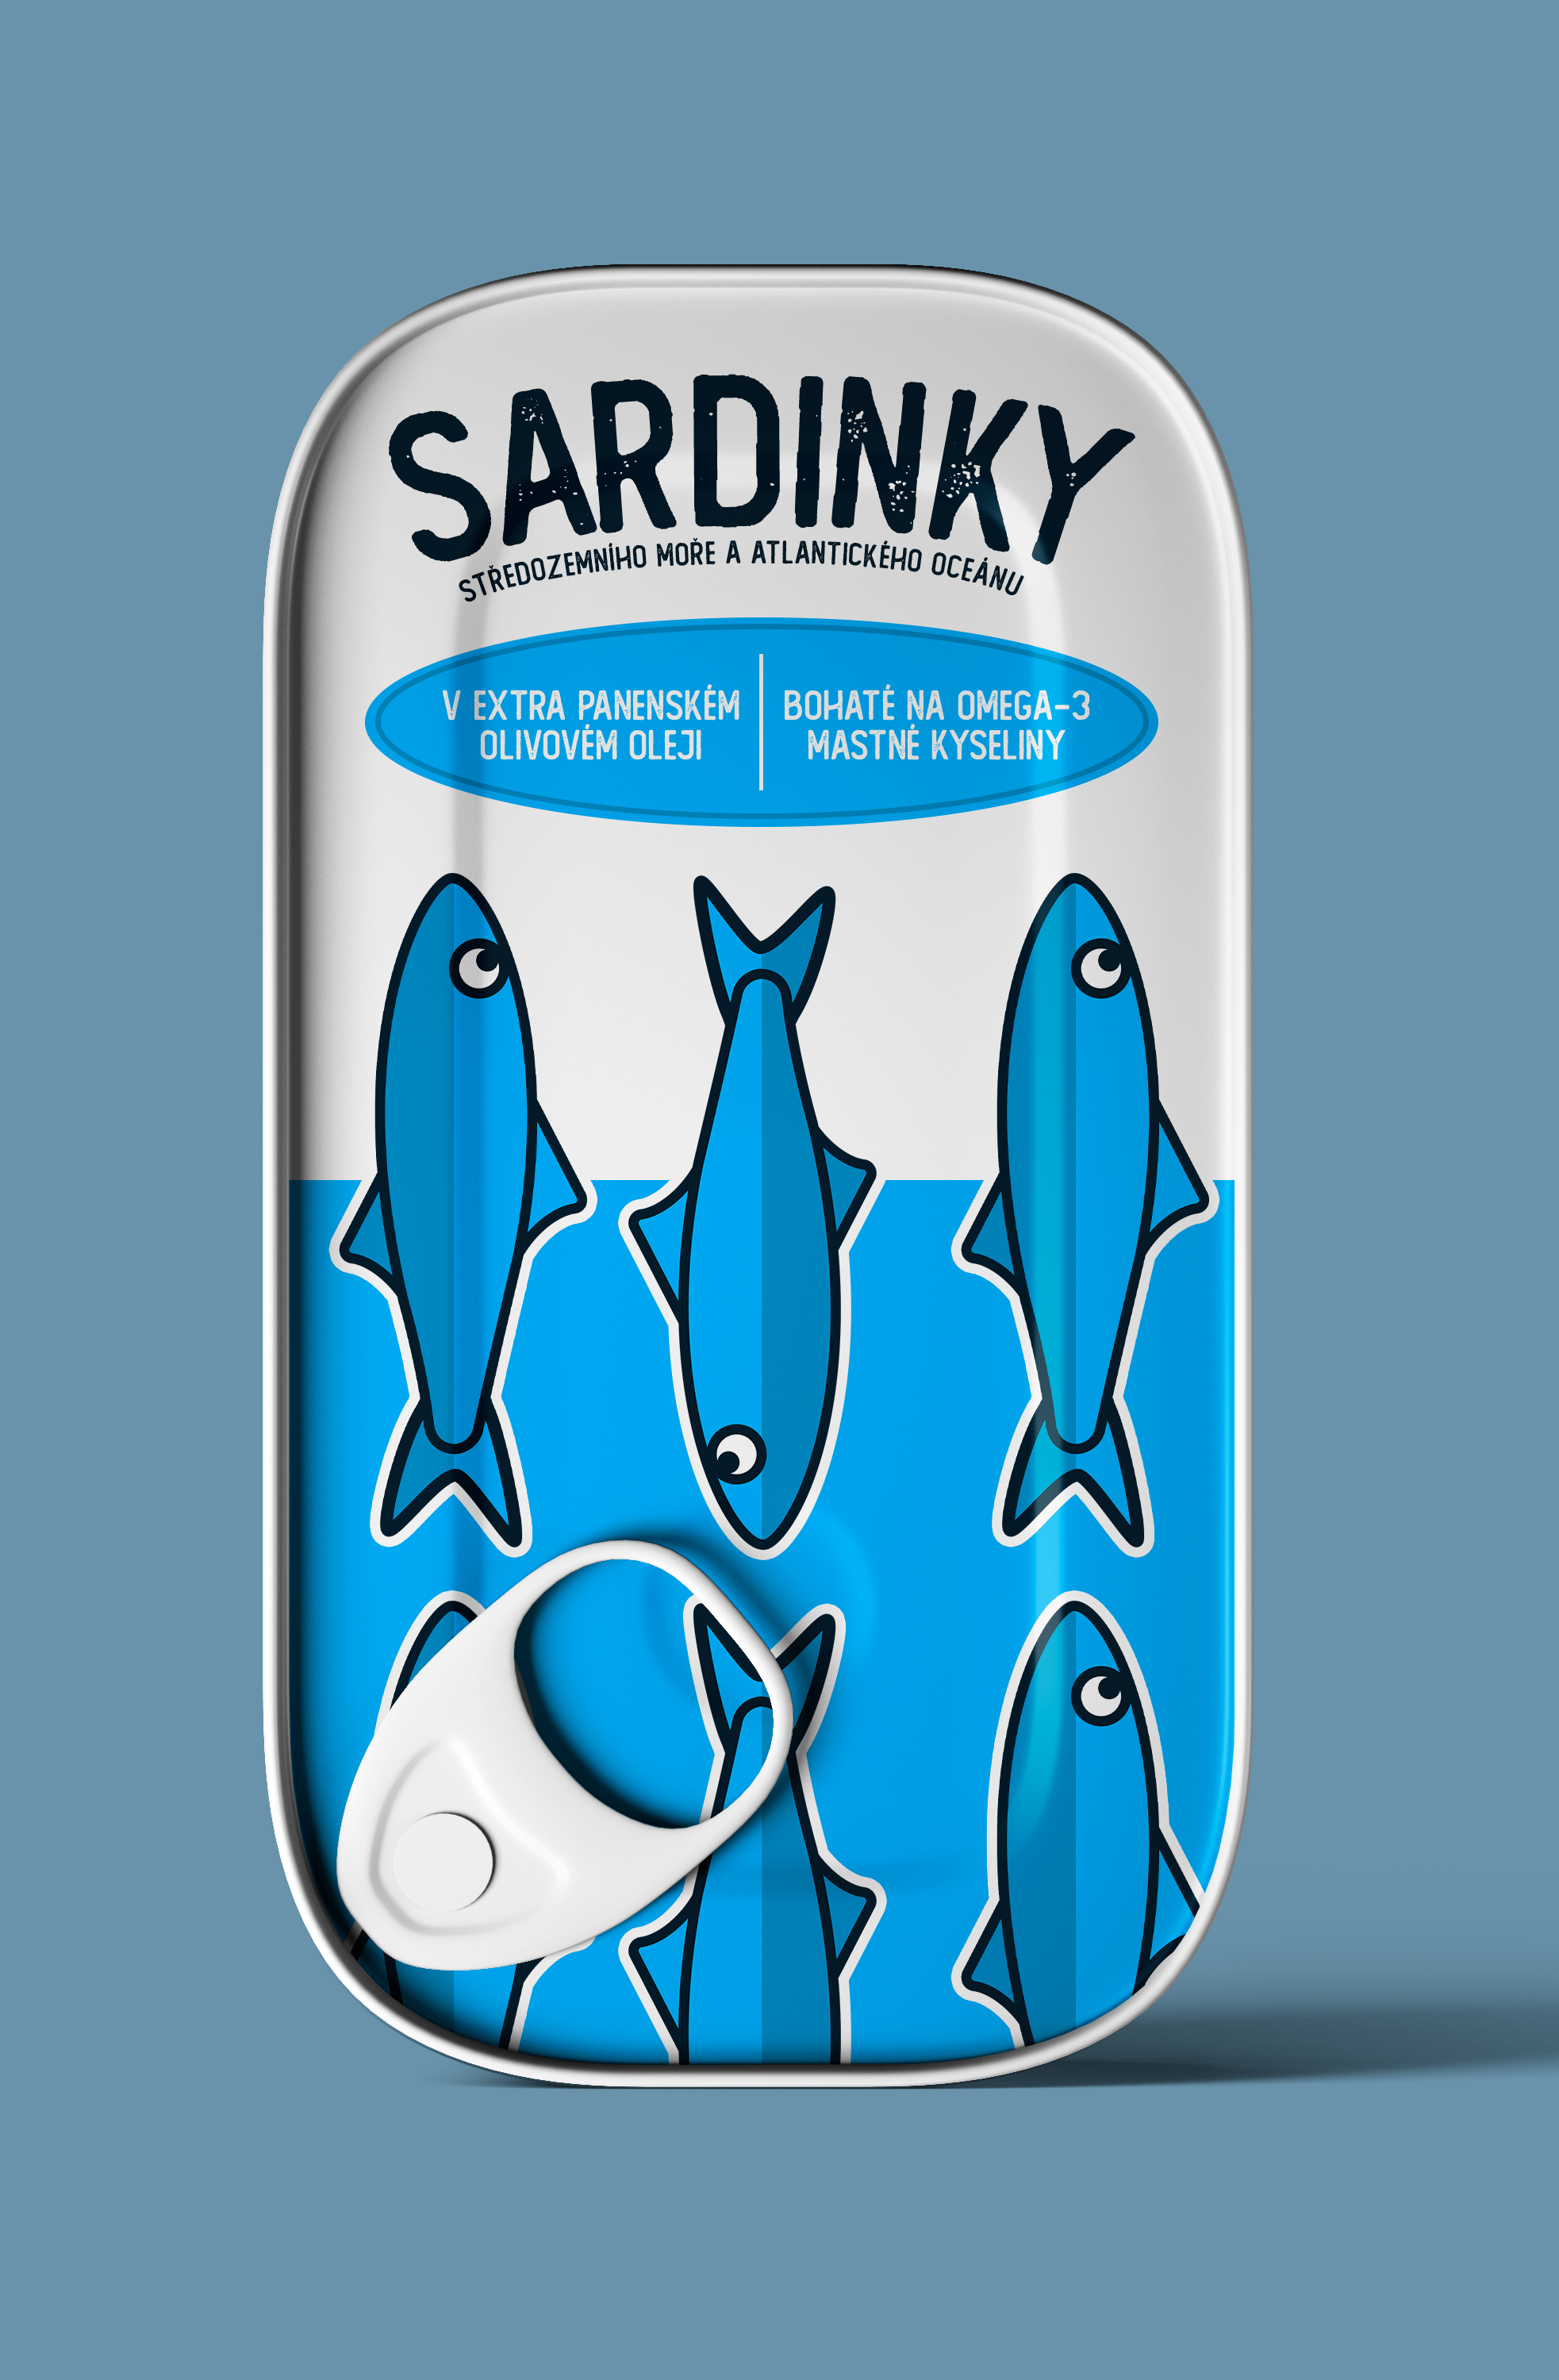 SARDINKY
STŘEDOZEMNÍHO MOŘE A ATLANTICKÉHO OCEÁNU
V EXTRA PANENSKÉM
OLIVOVÉM OLEJI
BOHATÉ NA OMEGA-3
MASTNÉ KYSELINY